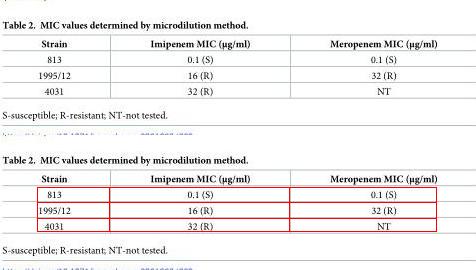 Table 2. MIC values determined by microdilution method.
Strain Imipenem MIC (μg/ml) Meropenem MIC (μg/ml)
813 0.1 (S) 0.1 (S)
1995/12 16 (R) 32 (R)
4031 32 (R) NT
S-susceptible; R-resistant; NT-not tested.
Table 2. MIC values determined by microdilution method.
Strain Imipenem MIC (μg/ml) Meropenem MIC (μg/ml)
813 0.1 (S) 0.1 (S)
1995/12 16 (R) 32 (R)
4031 32 (R) NT
S-susceptible; R-resistant; NT-not tested.